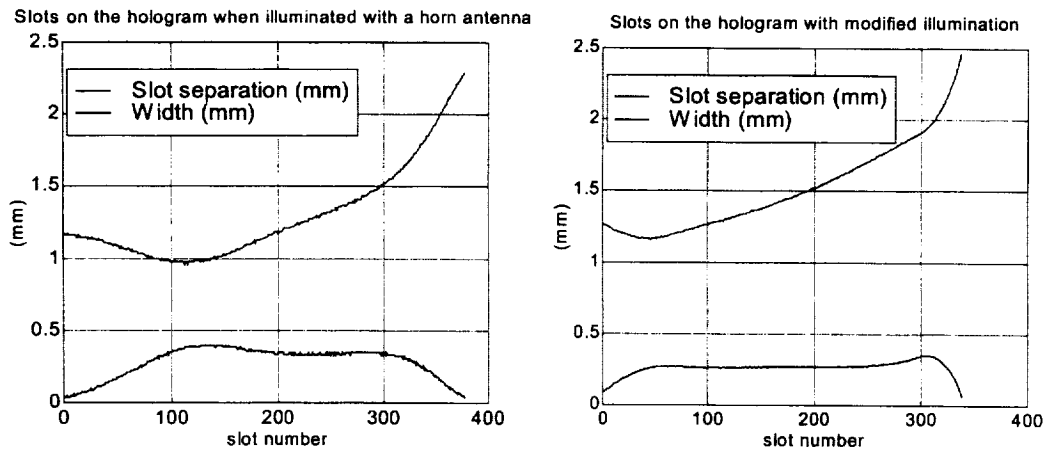 Slots on the hologram when illuminated with a horn antenna
2.5
2
1.5
1
0.5
0
(mm)
Slot separation (mm)
Width (mm)
0 100 200 300 400
slot number
Slots on the hologram with modified illumination
2.5
2
1.5
1
0.5
0
(mm)
Slot separation (mm)
Width (mm)
0 100 200 300 400
slot number